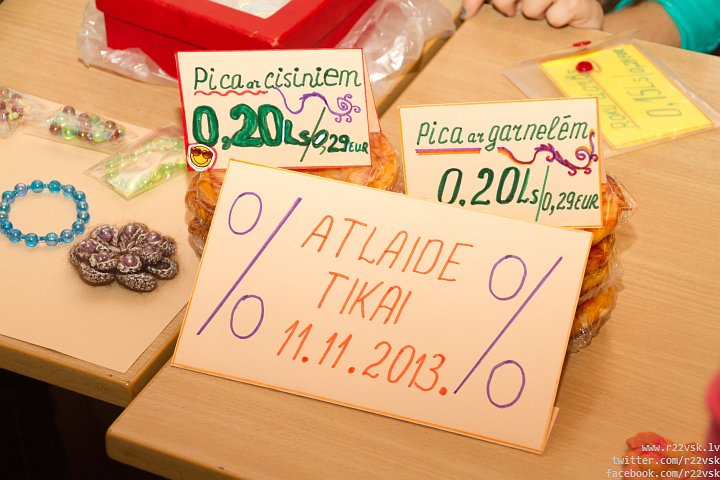 Pica ar cīsiņiem
0,20Ls/0,29EUR
Pica ar garnelēm
0,20Ls/0,29EUR
0,15Ls/
% ATLAIDE %
TIKAI
11.11.2013.
www.r22vsk.lv
twitter.com/r22vsk
facebook.com/r22vsk